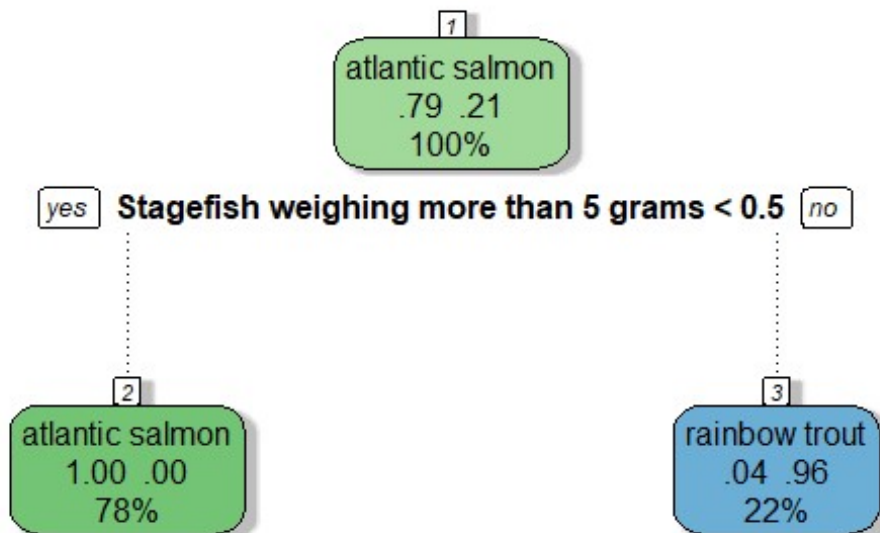 1
atlantic salmon
.79 .21
100%
yes Stagefish weighing more than 5 grams < 0.5 no
2
atlantic salmon
1.00 .00
78%
3
rainbow trout
.04 .96
22%